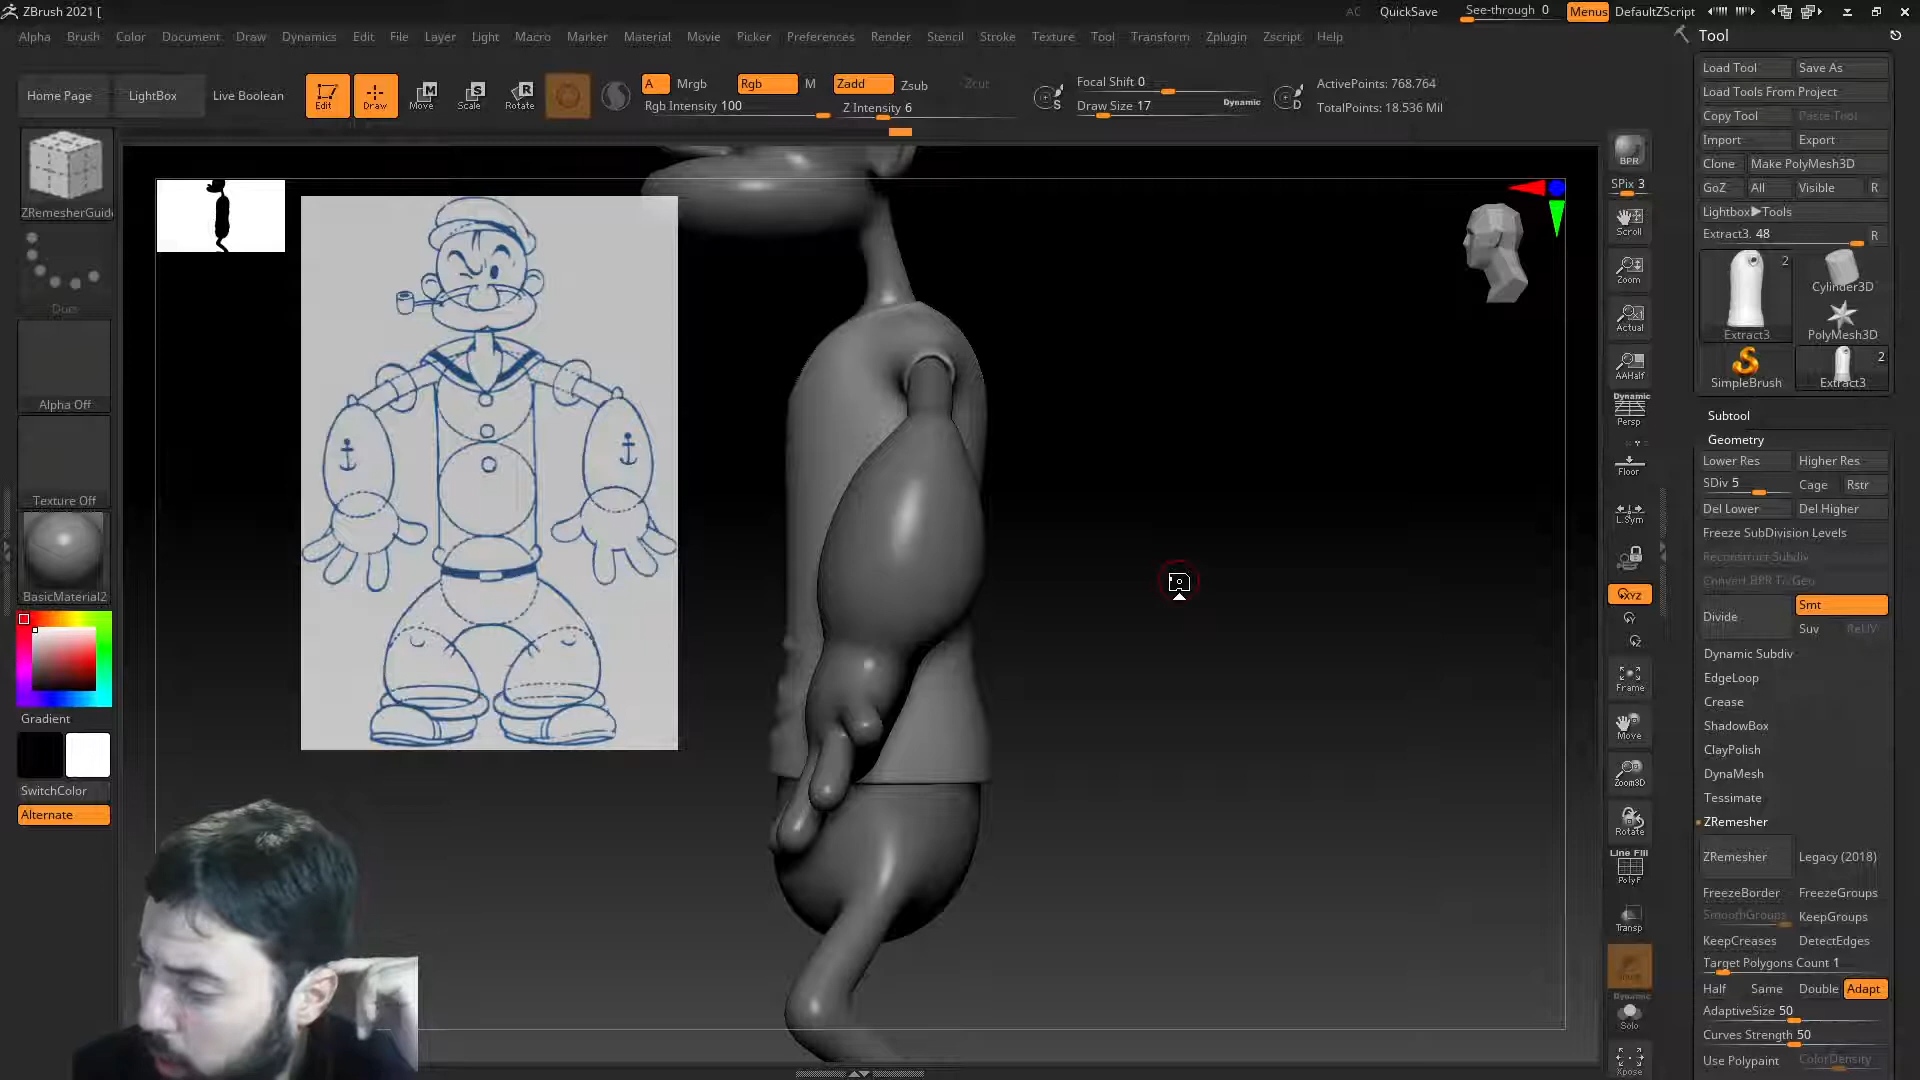 ZBrush 2021 [
AC QuickSave See-through 0 Menus DefaultZScript
Alpha Brush Color Document Draw Dynamics Edit File Layer Light Macro Marker Material Movie Picker Preferences Render Stencil Stroke Texture Tool Transform Zplugin Zscript Help
Home Page LightBox Live Boolean
Edit Draw Move Scale Rotate
A Mrgb Rgb M Zadd Zsub Zcut
Rgb Intensity 100 Z Intensity 6
Focal Shift 0
Draw Size 17 Dynamic
S D
ActivePoints: 768.764
TotalPoints: 18.536 Mil
ZRemesherGuid
Dots
Alpha Off
Texture Off
BasicMaterial2
Gradient
SwitchColor
Alternate
BPR
SPix 3
Scroll
Zoom
Actual
AAHalf
Dynamic
Persp
Floor
L.Sym
XYZ
Frame
Move
Zoom3D
Rotate
Line Fill
PolyF
Transp
Dynamic
Solo
Xpose
Tool
Load Tool Save As
Load Tools From Project
Copy Tool Paste Tool
Import Export
Clone Make PolyMesh3D
GoZ All Visible R
Lightbox▶Tools
Extract3. 48 R
2
Extract3 Cylinder3D
PolyMesh3D
SimpleBrush 2 Extract3
Subtool
Geometry
Lower Res Higher Res
SDiv 5 Cage Rstr
Del Lower Del Higher
Freeze SubDivision Levels
Reconstruct Subdiv
Convert BPR To Geo
Divide Smt
Suv ReUV
Dynamic Subdiv
EdgeLoop
Crease
ShadowBox
ClayPolish
DynaMesh
Tessimate
ZRemesher
ZRemesher Legacy (2018)
FreezeBorder FreezeGroups
SmoothGroups KeepGroups
KeepCreases DetectEdges
Target Polygons Count 1
Half Same Double Adapt
AdaptiveSize 50
Curves Strength 50
Use Polypaint ColorDensity